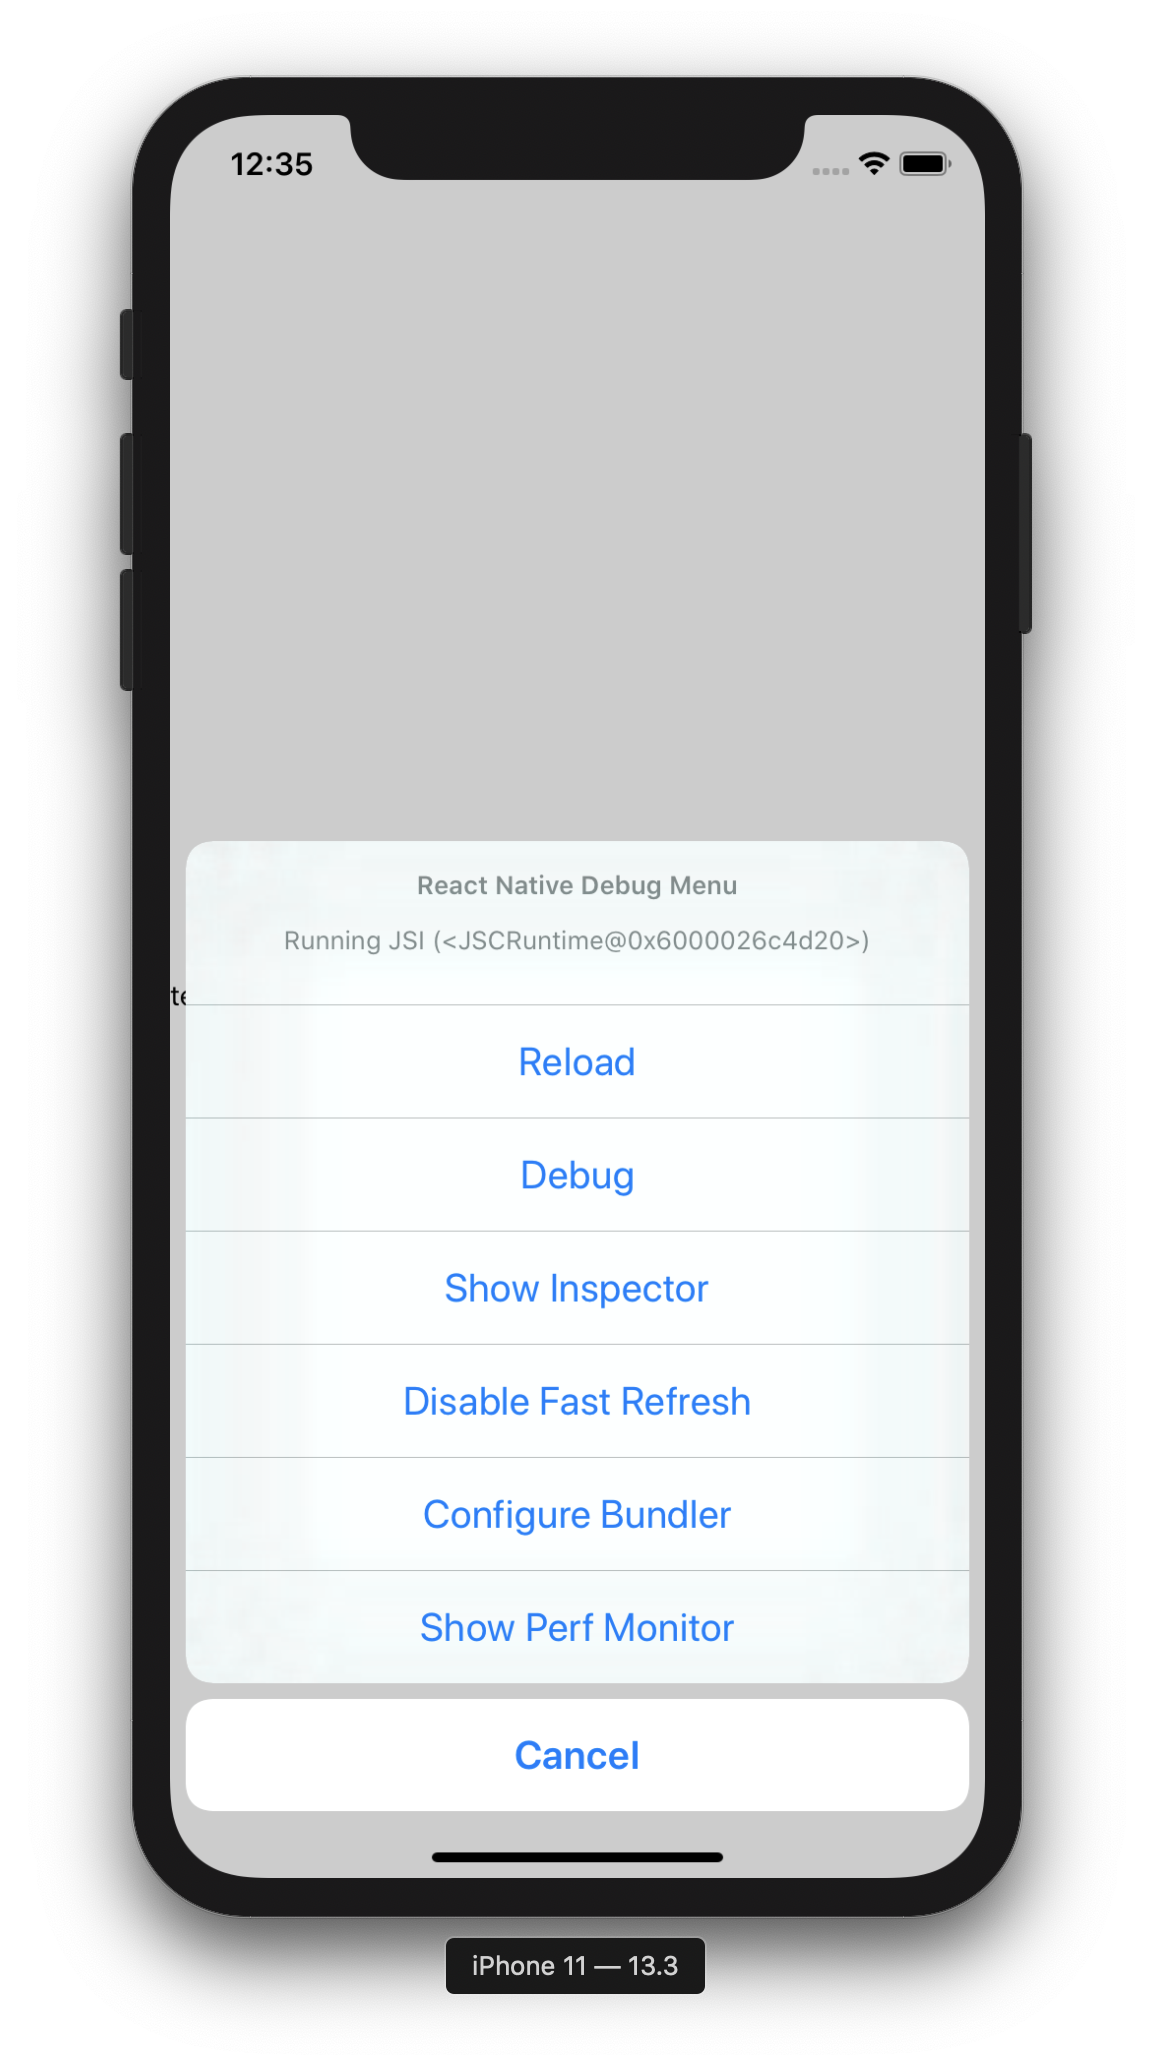 12:35
React Native Debug Menu
Running JSI (<JSCRuntime@0x6000026c4d20>)
Reload
Debug
Show Inspector
Disable Fast Refresh
Configure Bundler
Show Perf Monitor
Cancel
iPhone 11 — 13.3